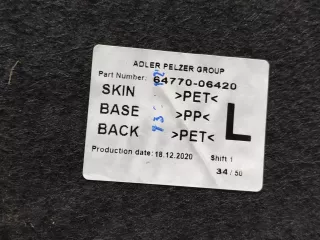 ADLER PELZER GROUP
Part Number: 64770-06420
SKIN >PET<
BASE >PP<
BACK >PET<
L
Production date: 18.12.2020 Shift 1
34 / 50